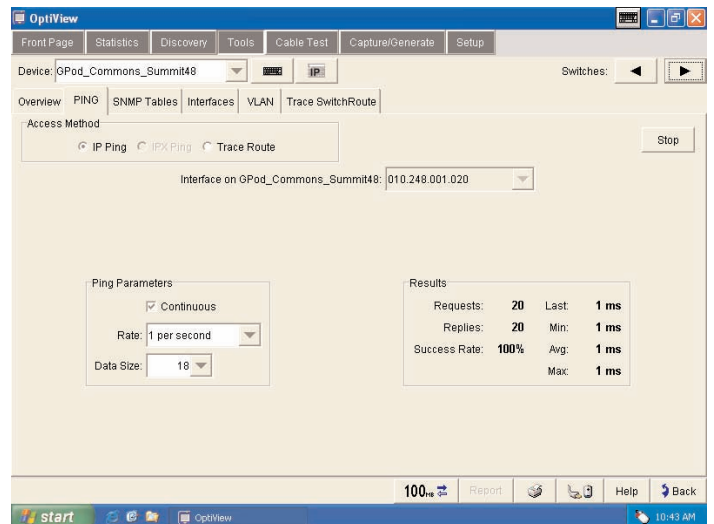 OptiView
Front Page Statistics Discovery Tools Cable Test Capture/Generate Setup
Device: GPod_Commons_Summit48 IP Switches:
Overview PING SNMP Tables Interfaces VLAN Trace SwitchRoute
Access Method
IP Ping IPX Ping Trace Route
Stop
Interface on GPod_Commons_Summit48: 010.248.001.020
Ping Parameters
Continuous
Rate: 1 per second
Data Size: 18
Results
Requests: 20 Last: 1 ms
Replies: 20 Min: 1 ms
Success Rate: 100% Avg: 1 ms
Max: 1 ms
100 Report Help Back
start OptiView 10:43 AM